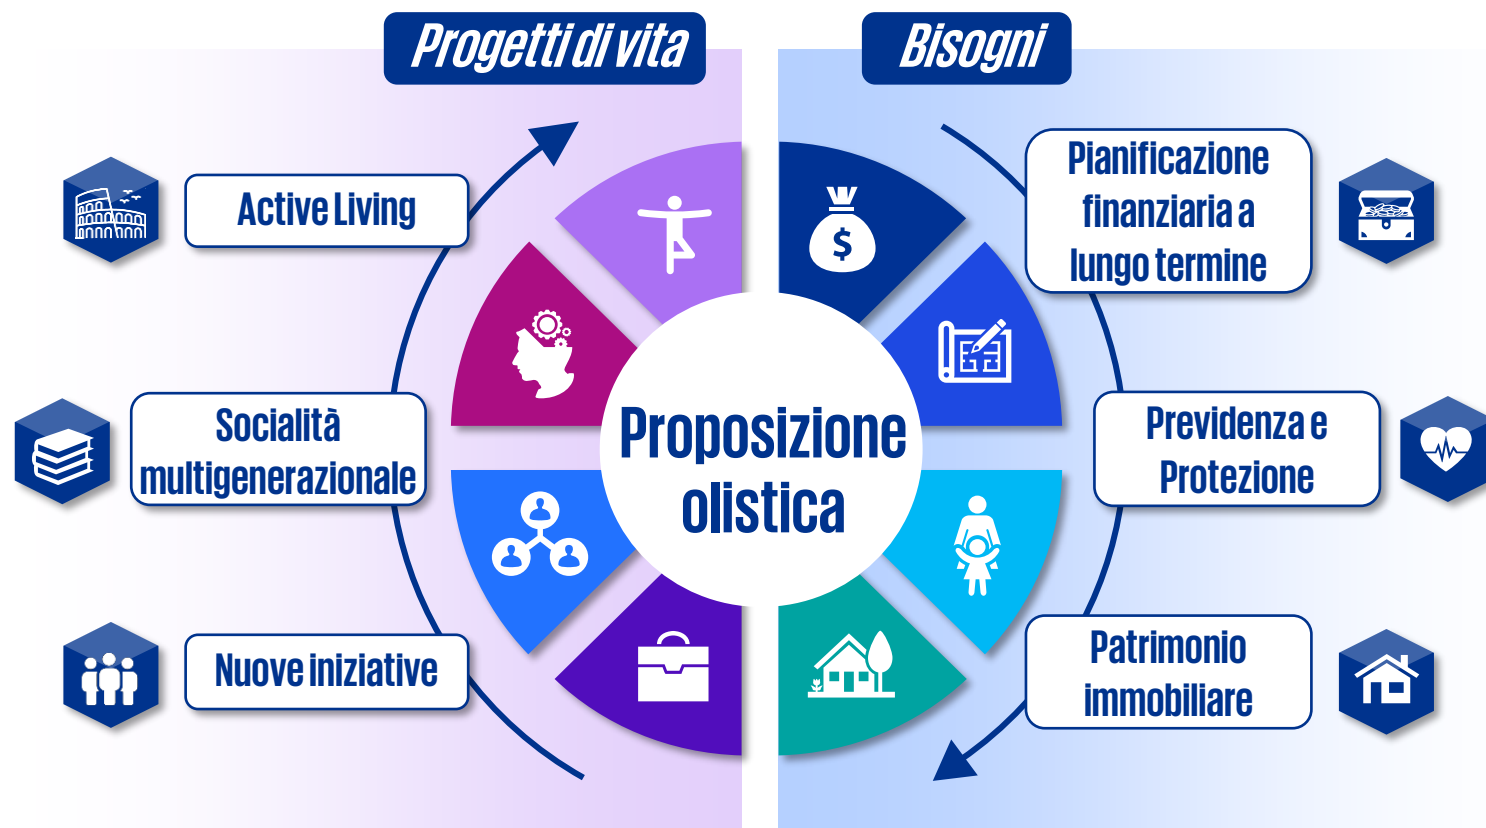 Progetti di vita
Bisogni
Active Living
Socialità
multigenerazionale
Nuove iniziative
Proposizione
olistica
$
Pianificazione
finanziaria a
lungo termine
Previdenza e
Protezione
Patrimonio
immobiliare